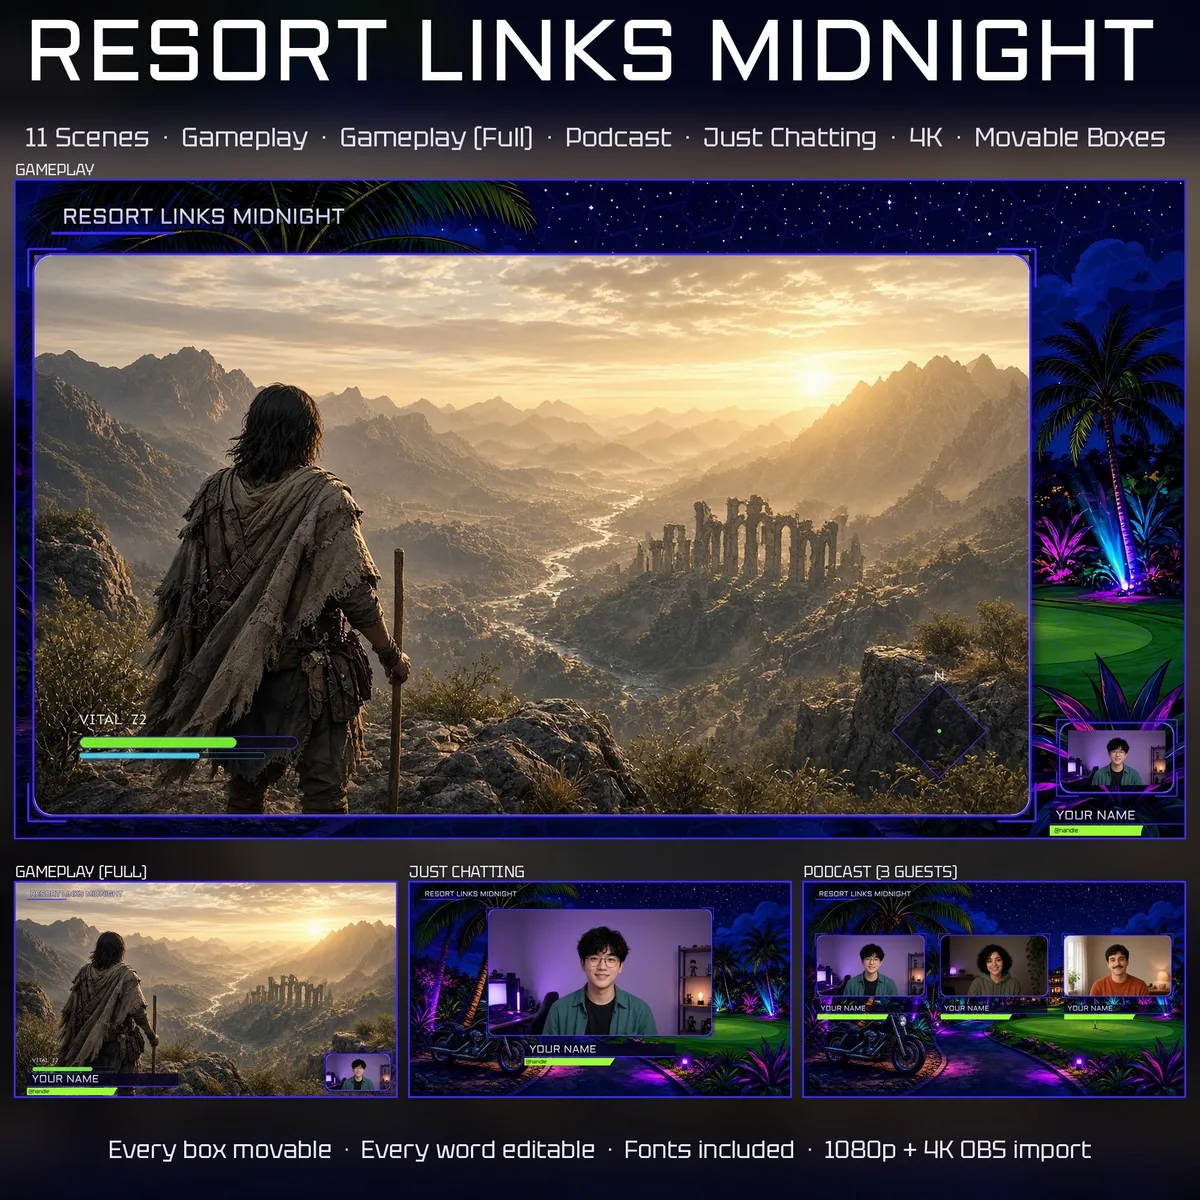 RESORT LINKS MIDNIGHT
11 Scenes · Gameplay · Gameplay (Full) · Podcast · Just Chatting · 4K · Movable Boxes
GAMEPLAY
RESORT LINKS MIDNIGHT
N
VITAL 72
YOUR NAME
@handle
GAMEPLAY (FULL)
RESORT LINKS MIDNIGHT
VITAL 72
YOUR NAME
@handle
JUST CHATTING
RESORT LINKS MIDNIGHT
YOUR NAME
@handle
PODCAST (3 GUESTS)
RESORT LINKS MIDNIGHT
YOUR NAME
YOUR NAME
YOUR NAME
Every box movable · Every word editable · Fonts included · 1080p + 4K OBS import